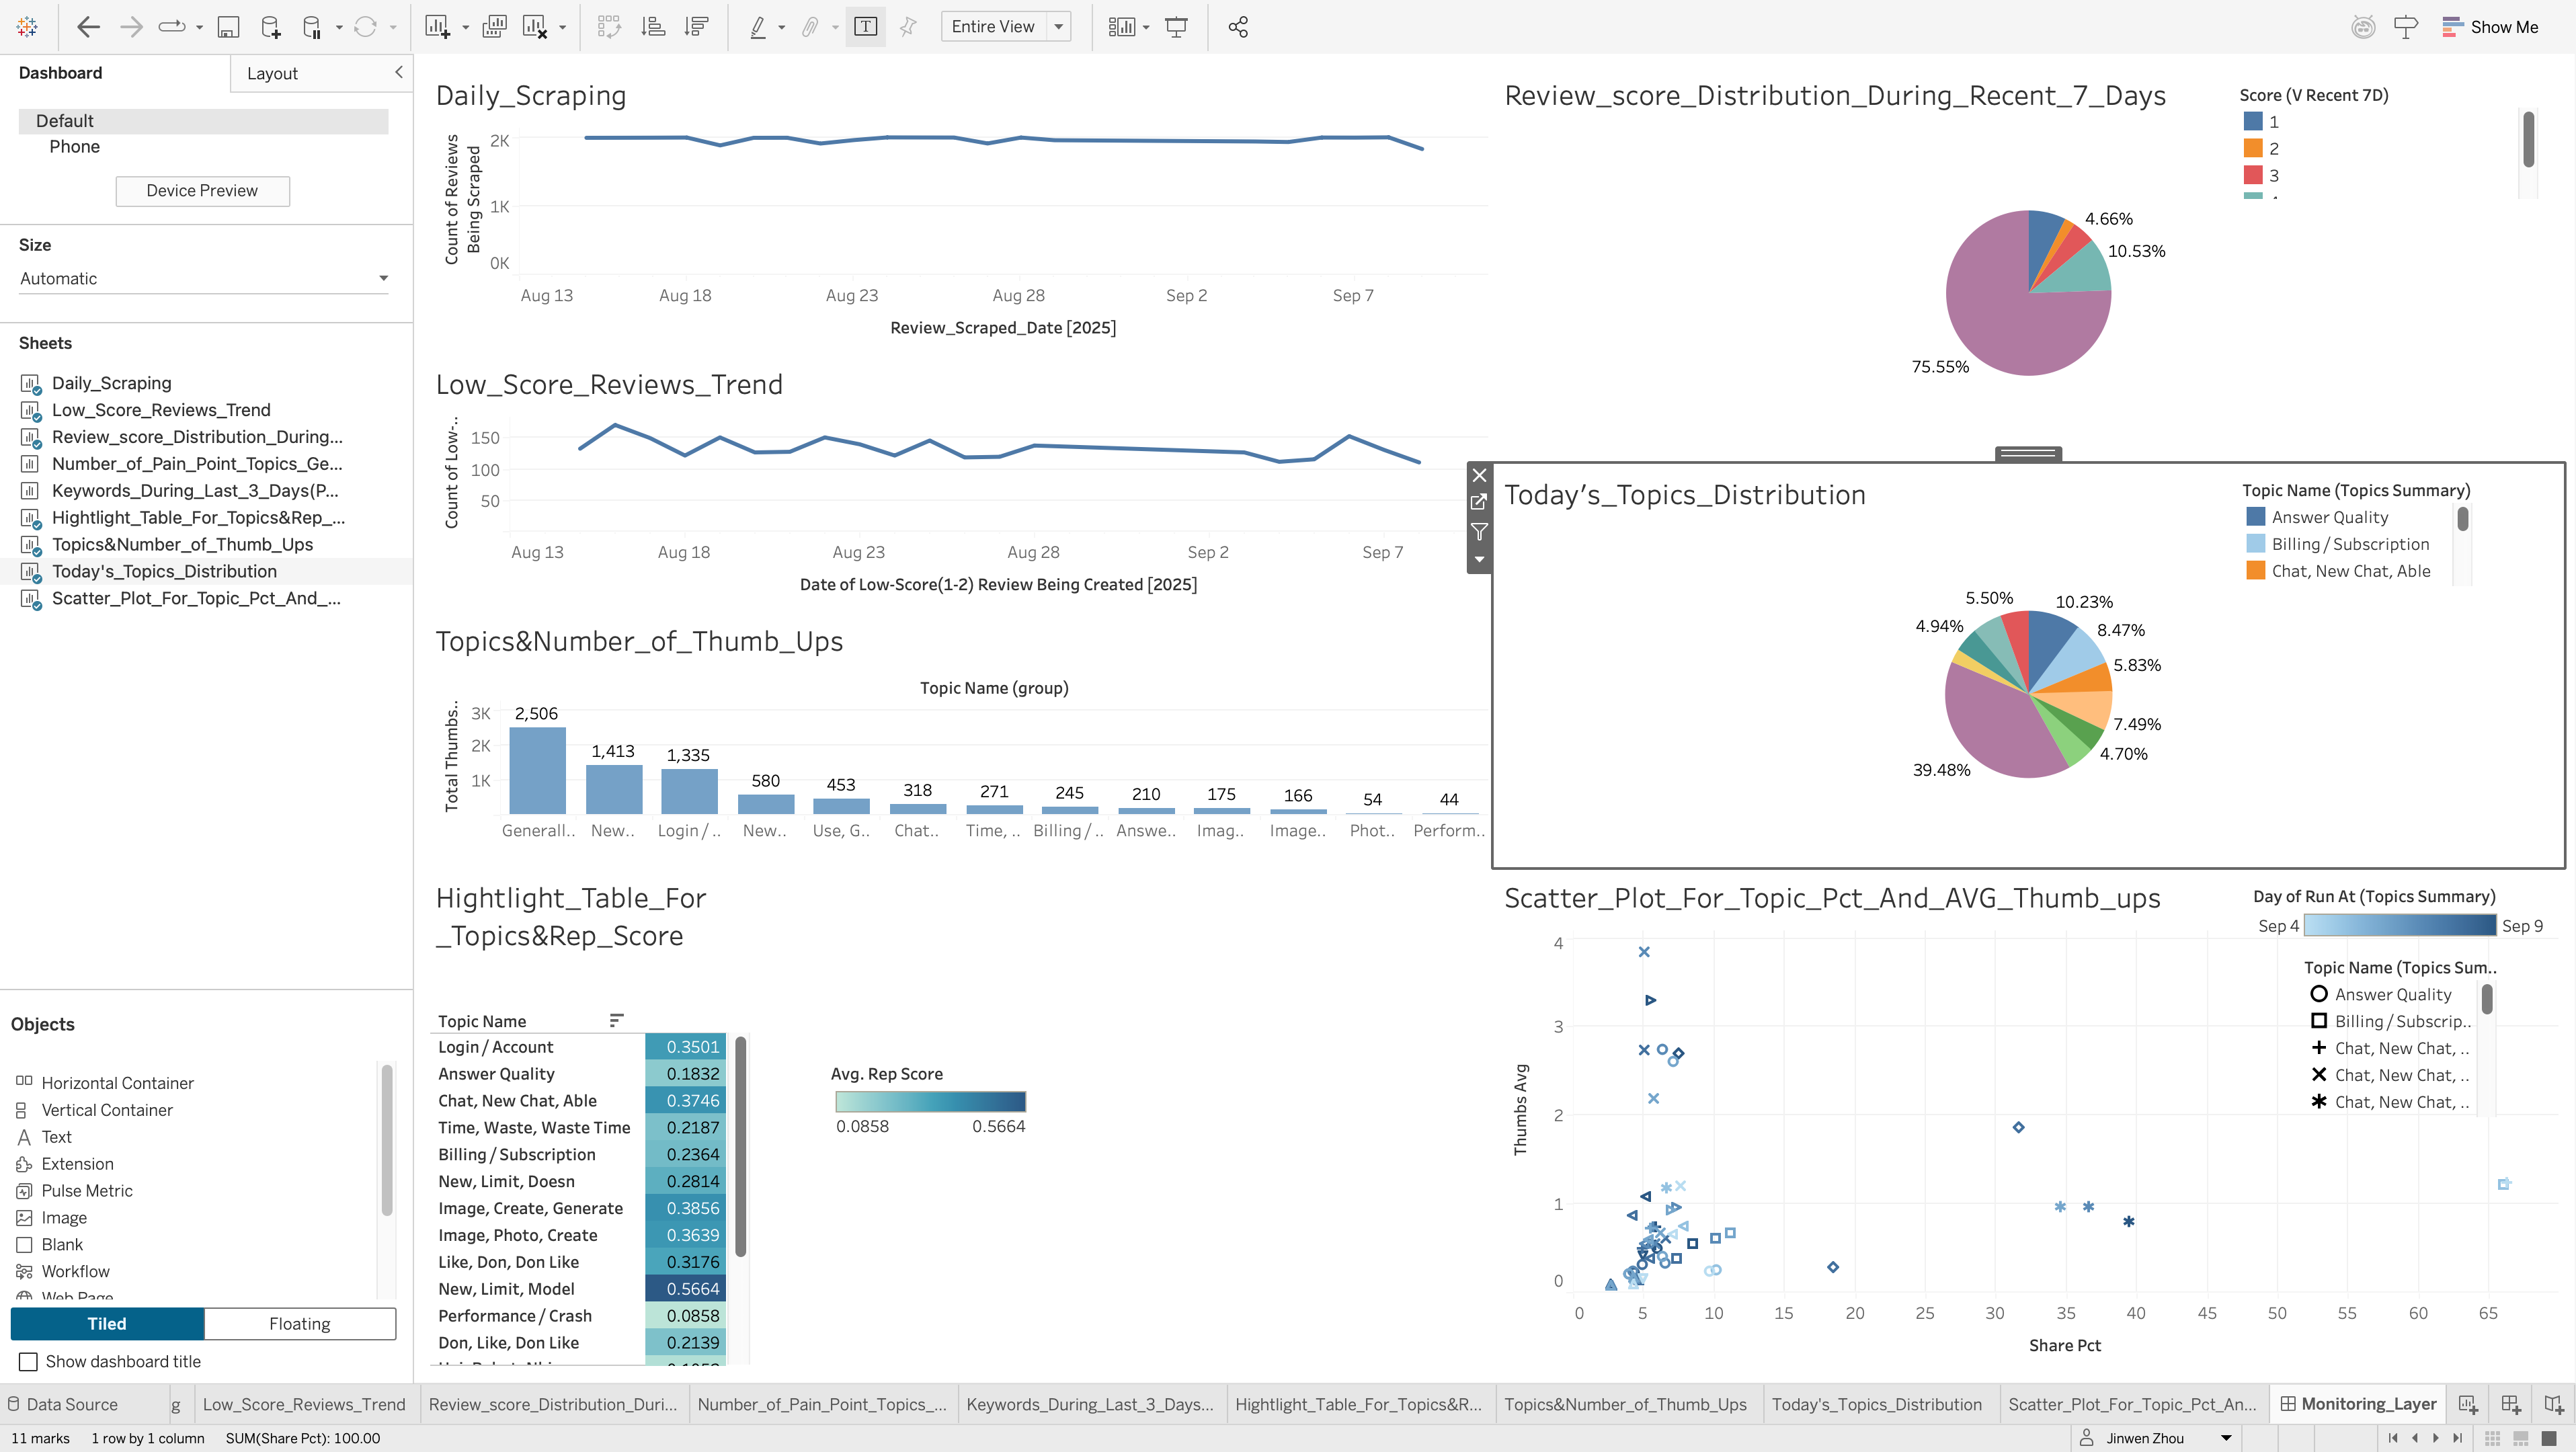 Entire View
Show Me
Dashboard
Layout
Default
Phone
Device Preview
Size
Automatic
Sheets
Daily_Scraping
Low_Score_Reviews_Trend
Review_score_Distribution_During...
Number_of_Pain_Point_Topics_Ge...
Keywords_During_Last_3_Days(P...
Hightlight_Table_For_Topics&Rep_...
Topics&Number_of_Thumb_Ups
Today's_Topics_Distribution
Scatter_Plot_For_Topic_Pct_And_...
Objects
Horizontal Container
Vertical Container
Text
Extension
Pulse Metric
Image
Blank
Workflow
Web Page
Tiled
Floating
Show dashboard title
Daily_Scraping
Count of Reviews
Being Scraped
2K
1K
0K
Aug 13
Aug 18
Aug 23
Aug 28
Sep 2
Sep 7
Review_Scraped_Date [2025]
Low_Score_Reviews_Trend
Count of Low-..
150
100
50
Aug 13
Aug 18
Aug 23
Aug 28
Sep 2
Sep 7
Date of Low-Score(1-2) Review Being Created [2025]
Topics&Number_of_Thumb_Ups
Topic Name (group)
Total Thumbs..
3K
2K
1K
2,506
1,413
1,335
580
453
318
271
245
210
175
166
54
44
Generall..
New..
Login / ..
New..
Use, G..
Chat..
Time, ..
Billing / ..
Answe..
Imag..
Image..
Phot..
Perform..
Hightlight_Table_For
_Topics&Rep_Score
Topic Name
Login / Account 0.3501
Answer Quality 0.1832
Chat, New Chat, Able 0.3746
Time, Waste, Waste Time 0.2187
Billing / Subscription 0.2364
New, Limit, Doesn 0.2814
Image, Create, Generate 0.3856
Image, Photo, Create 0.3639
Like, Don, Don Like 0.3176
New, Limit, Model 0.5664
Performance / Crash 0.0858
Don, Like, Don Like 0.2139
Avg. Rep Score
0.0858
0.5664
Review_score_Distribution_During_Recent_7_Days
Score (V Recent 7D)
1
2
3
4.66%
10.53%
75.55%
Today's_Topics_Distribution
Topic Name (Topics Summary)
Answer Quality
Billing / Subscription
Chat, New Chat, Able
5.50%
10.23%
4.94%
8.47%
5.83%
7.49%
4.70%
39.48%
Scatter_Plot_For_Topic_Pct_And_AVG_Thumb_ups
Day of Run At (Topics Summary)
Sep 4
Sep 9
Topic Name (Topics Sum..
Answer Quality
Billing / Subscrip..
Chat, New Chat, ..
Chat, New Chat, ..
Chat, New Chat, ..
Thumbs Avg
4
3
2
1
0
0
5
10
15
20
25
30
35
40
45
50
55
60
65
Share Pct
Data Source
g
Low_Score_Reviews_Trend
Review_score_Distribution_Duri...
Number_of_Pain_Point_Topics_...
Keywords_During_Last_3_Days...
Hightlight_Table_For_Topics&R...
Topics&Number_of_Thumb_Ups
Today's_Topics_Distribution
Scatter_Plot_For_Topic_Pct_An...
Monitoring_Layer
11 marks
1 row by 1 column
SUM(Share Pct): 100.00
Jinwen Zhou